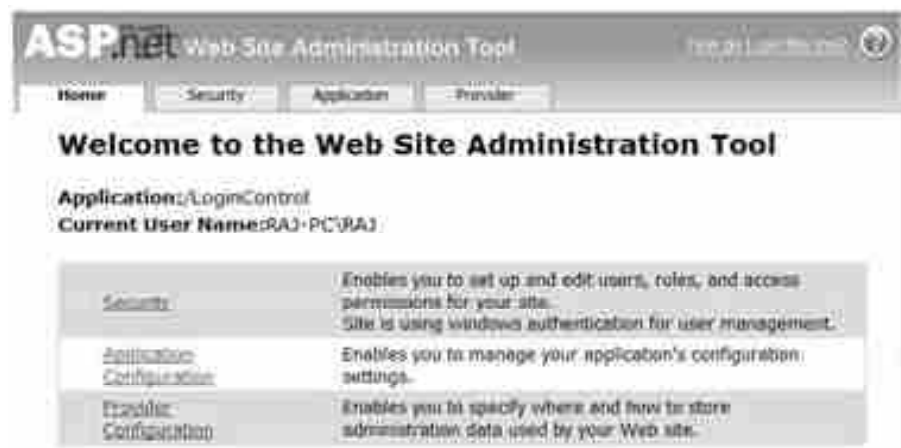 ASP.net Web Site Administration Tool
Home Security Application Provider
Welcome to the Web Site Administration Tool
Application:/LoginControl
Current User Name:RAJ-PC\RAJ
Security
Enables you to set up and edit users, roles, and access
permissions for your site.
Site is using windows authentication for user management.
Application
Configuration
Enables you to manage your application's configuration
settings.
Provider
Configuration
Enables you to specify where and how to store
administration data used by your Web site.